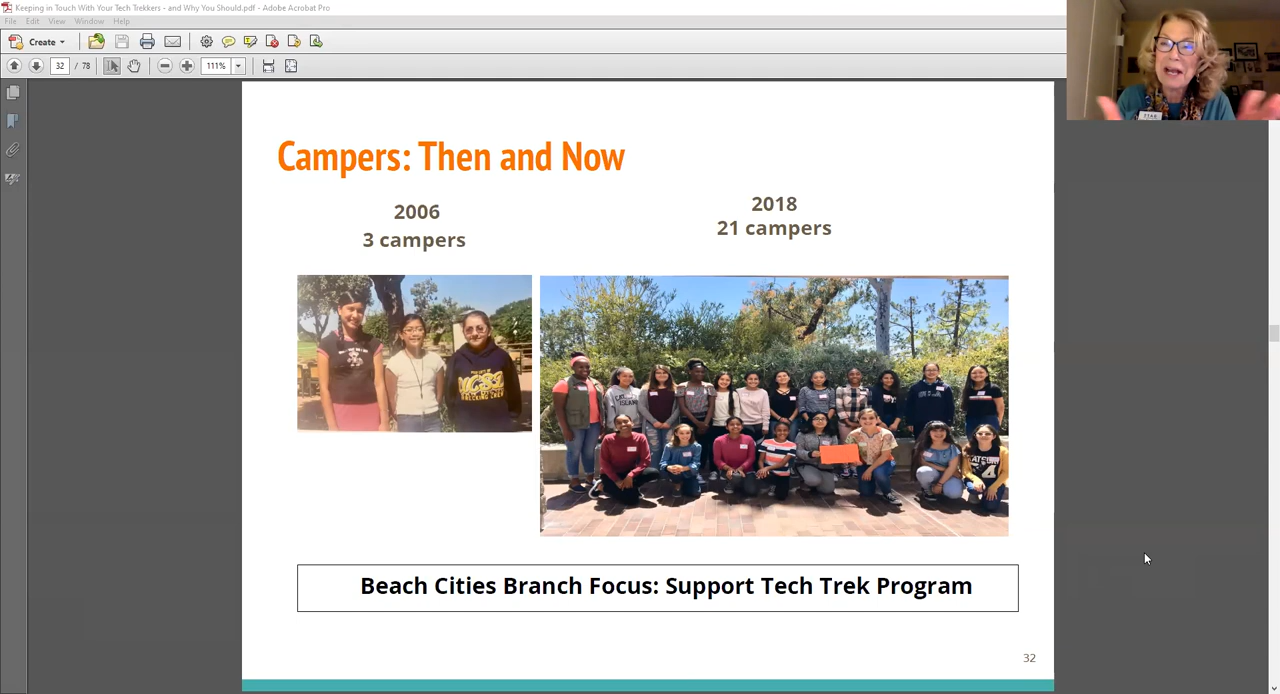 Keeping in Touch With Your Tech Trekkers - and Why You Should.pdf - Adobe Acrobat Pro
File Edit View Window Help
Create
32 / 78
111%
Campers: Then and Now
2006
3 campers
2018
21 campers
UCSB
Beach Cities Branch Focus: Support Tech Trek Program
32